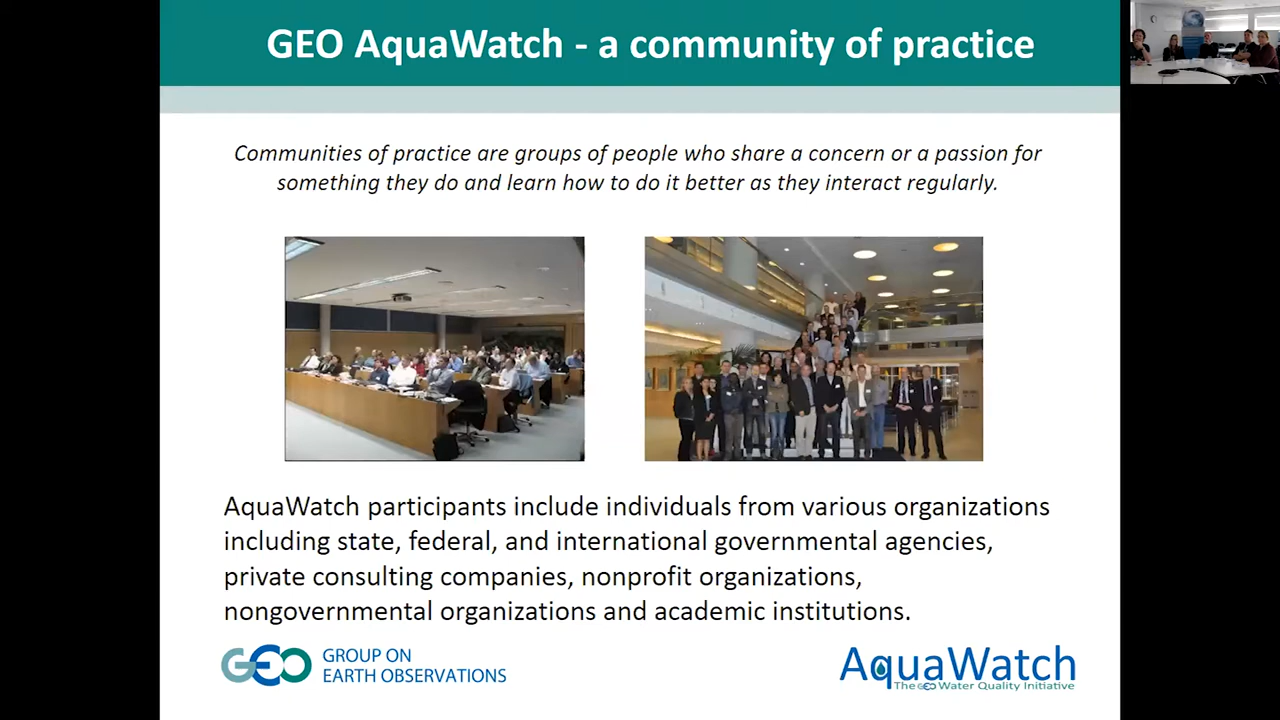 GEO AquaWatch - a community of practice
Communities of practice are groups of people who share a concern or a passion for
something they do and learn how to do it better as they interact regularly.
AquaWatch participants include individuals from various organizations
including state, federal, and international governmental agencies,
private consulting companies, nonprofit organizations,
nongovernmental organizations and academic institutions.
GEO
GROUP ON
EARTH OBSERVATIONS
AquaWatch
The GEO Water Quality Initiative